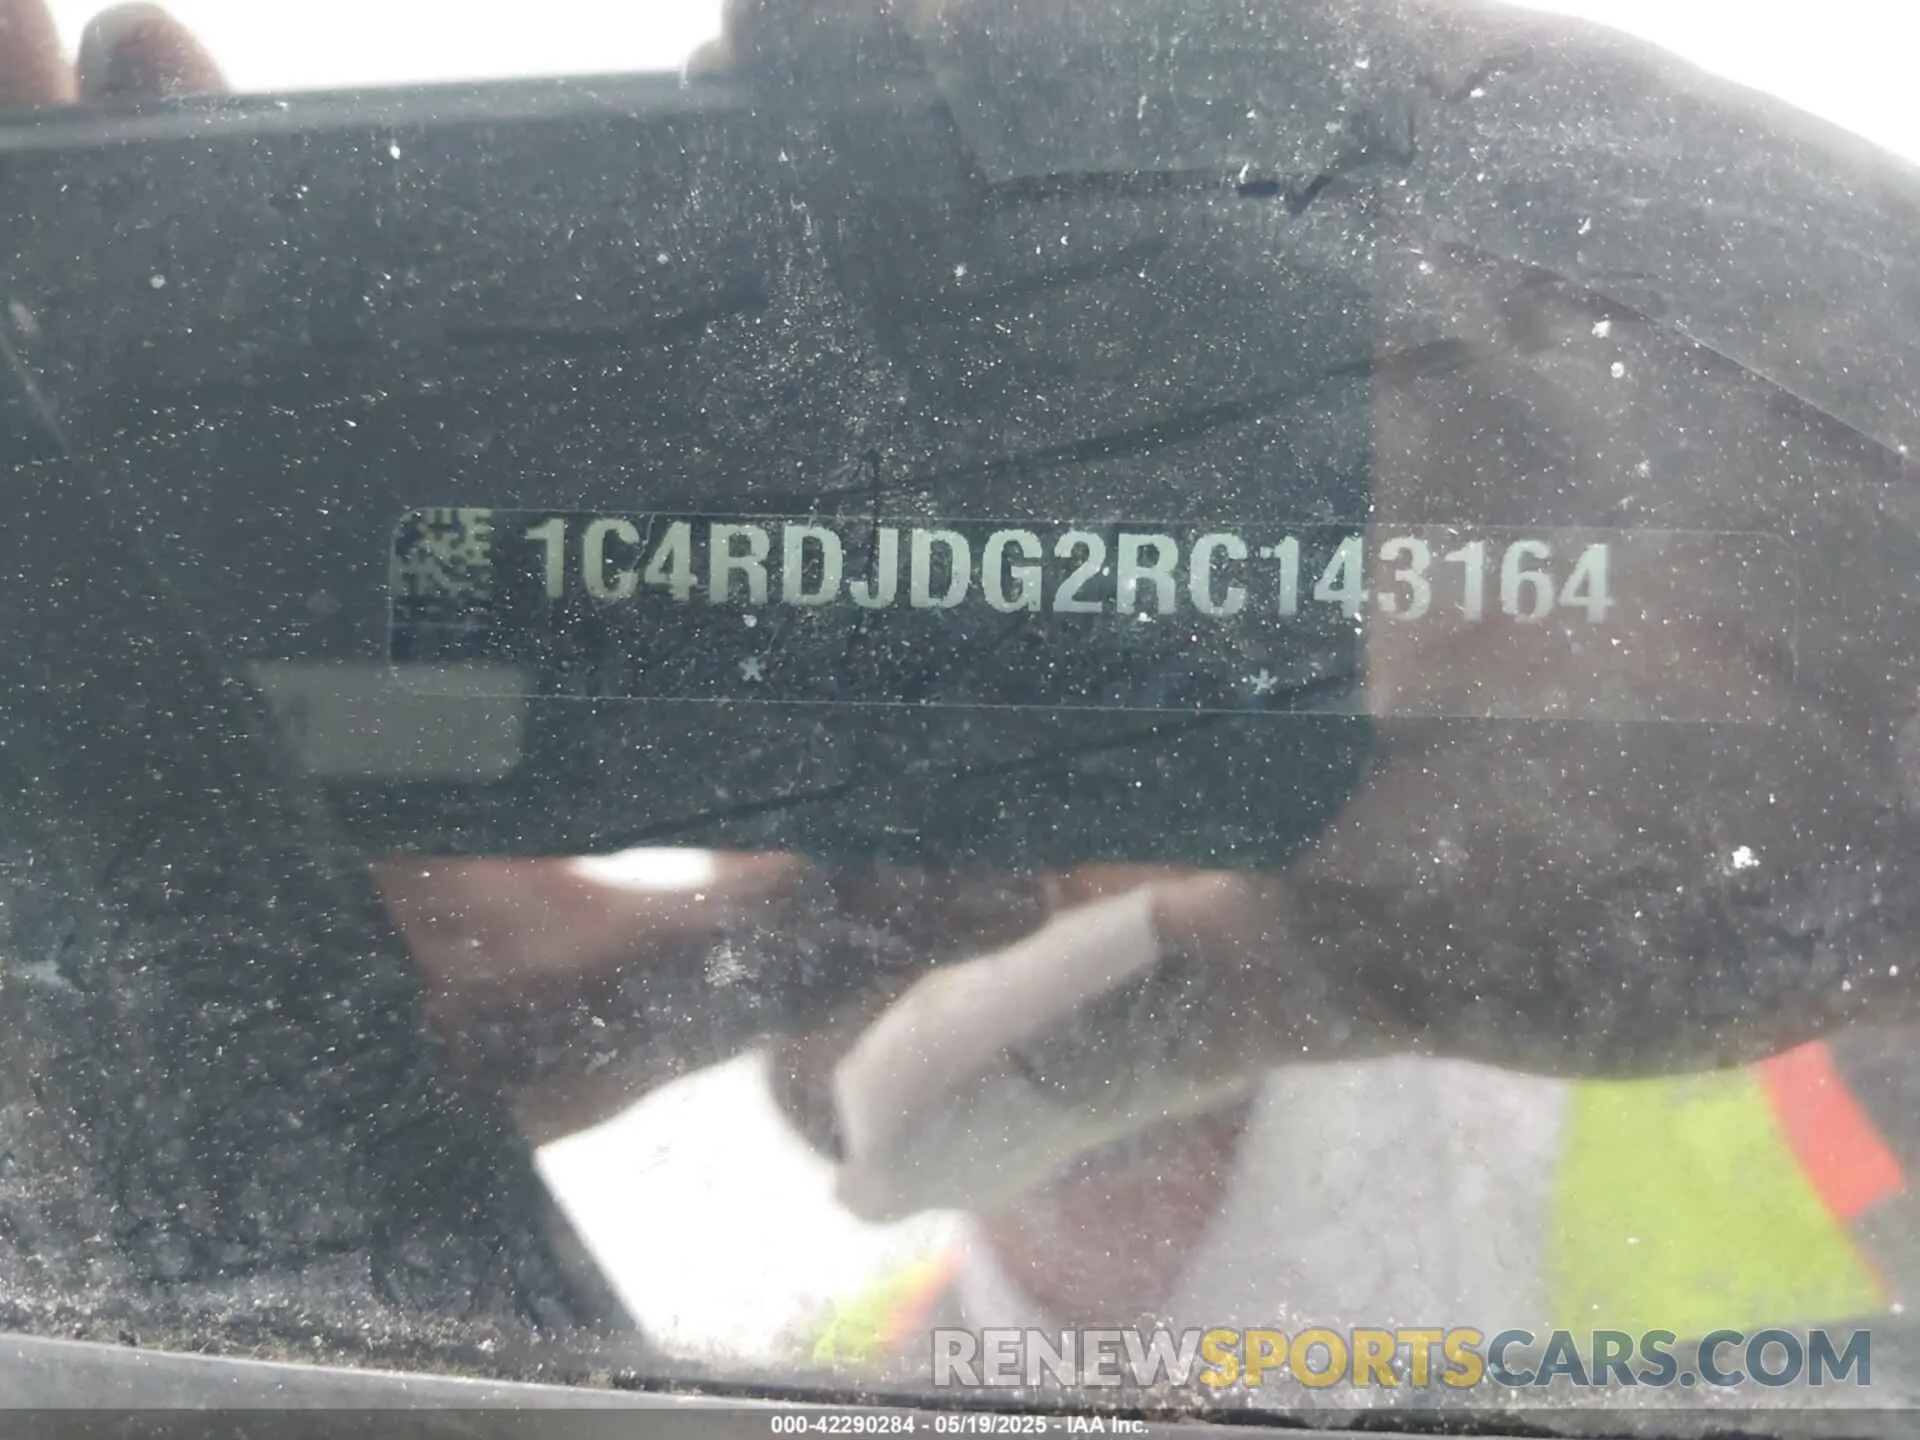 1C4RDJDG2RC143164
* *
RENEWSPORTSCARS.COM
000-42290284 - 05/19/2025 - IAA Inc.